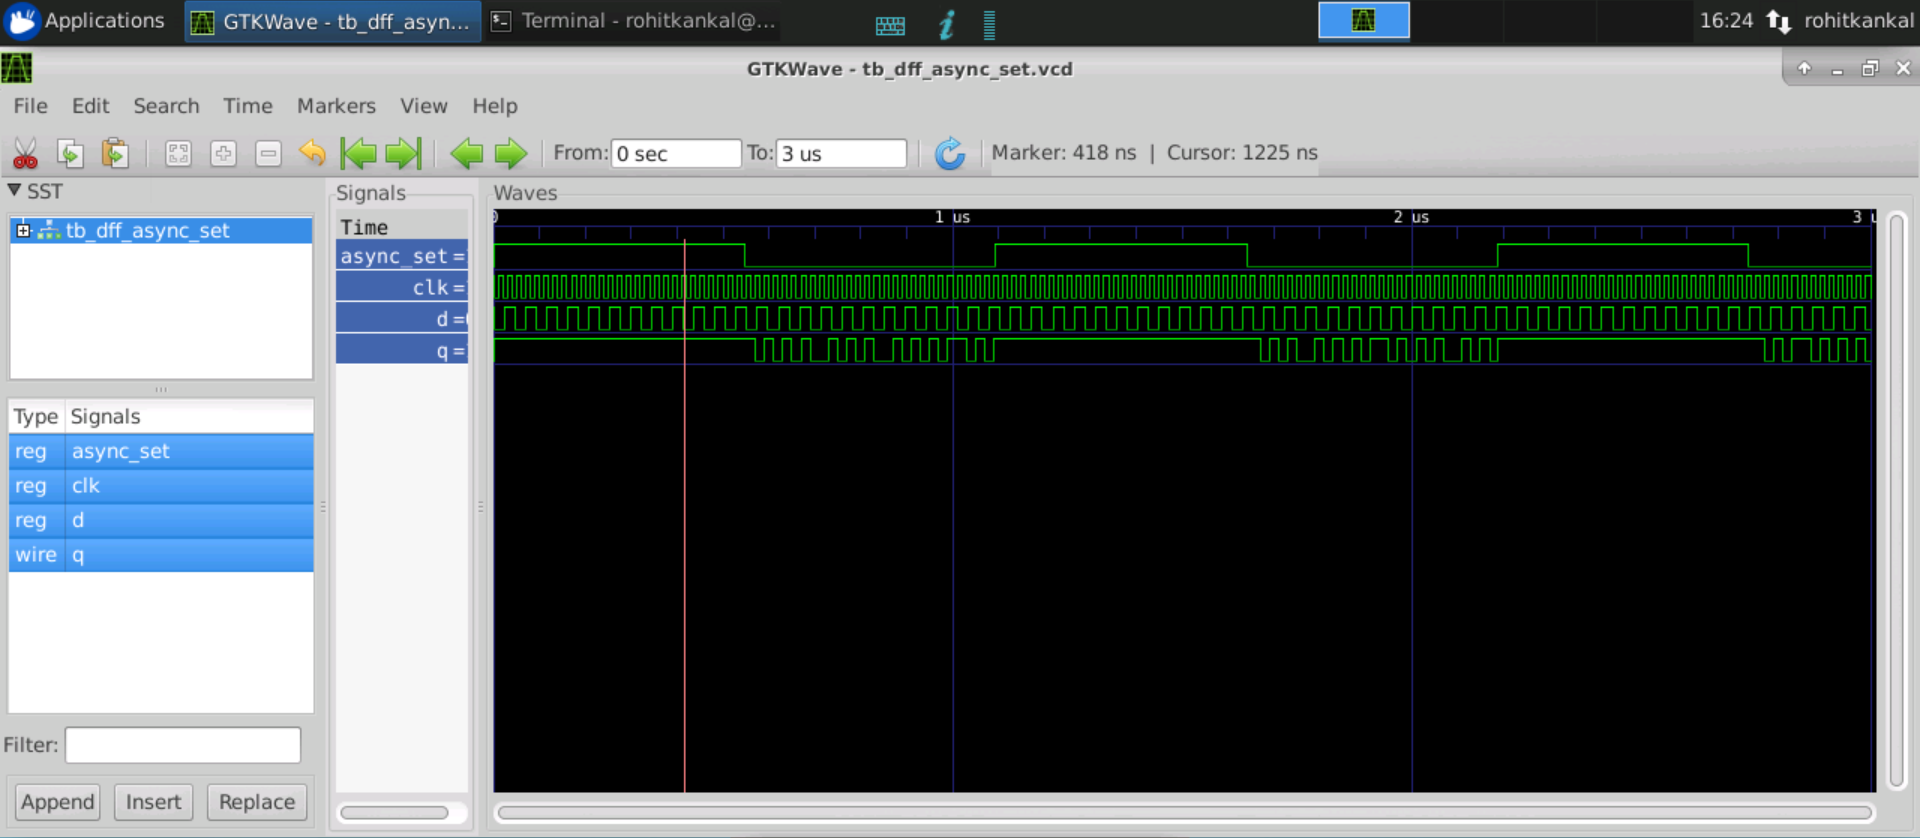 Applications GTKWave - tb_dff_asyn... Terminal - rohitkankal@... 16:24 rohitkankal
GTKWave - tb_dff_async_set.vcd
File Edit Search Time Markers View Help
From: 0 sec To: 3 us Marker: 418 ns | Cursor: 1225 ns
SST
tb_dff_async_set
Type Signals
reg async_set
reg clk
reg d
wire q
Filter:
Append Insert Replace
Signals
Time
async_set =
clk =
d =
q =
Waves
0 1 us 2 us 3 u